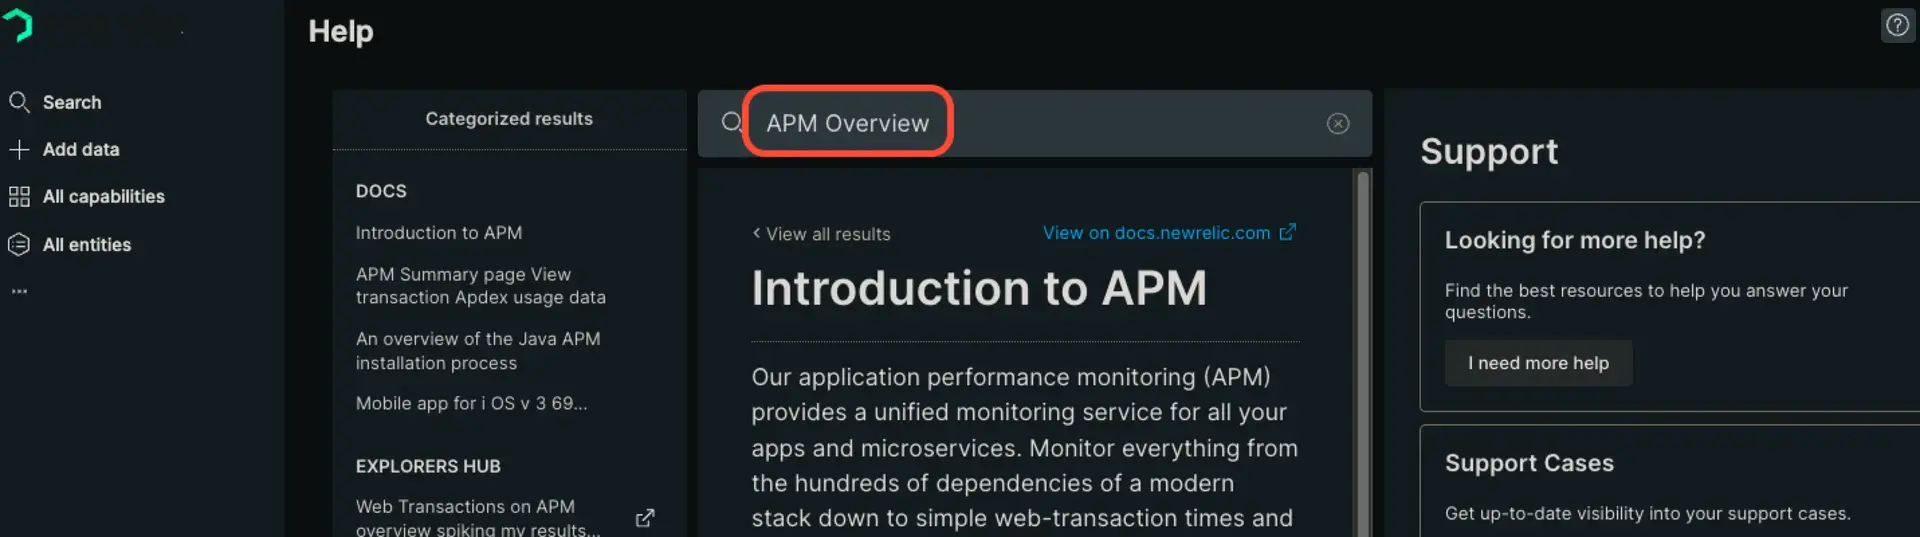 Help
Search
Add data
All capabilities
All entities
...
Categorized results
DOCS
Introduction to APM
APM Summary page View
transaction Apdex usage data
An overview of the Java APM
installation process
Mobile app for i OS v 3 69...
EXPLORERS HUB
Web Transactions on APM
overview spiking my results...
APM Overview
< View all results
View on docs.newrelic.com
Introduction to APM
Our application performance monitoring (APM)
provides a unified monitoring service for all your
apps and microservices. Monitor everything from
the hundreds of dependencies of a modern
stack down to simple web-transaction times and
Support
Looking for more help?
Find the best resources to help you answer your
questions.
I need more help
Support Cases
Get up-to-date visibility into your support cases.